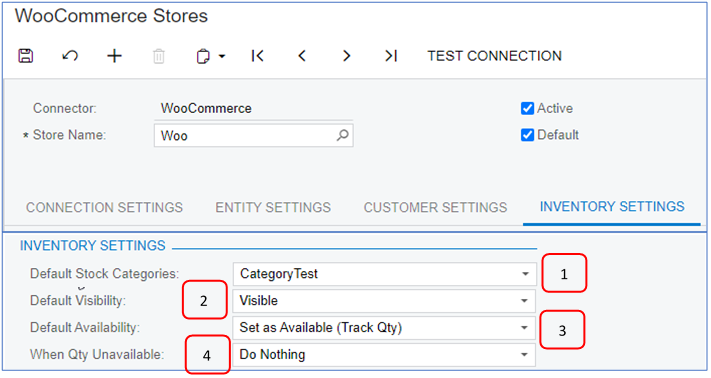 WooCommerce Stores
TEST CONNECTION
Connector: WooCommerce Active
* Store Name: Woo Default
CONNECTION SETTINGS ENTITY SETTINGS CUSTOMER SETTINGS INVENTORY SETTINGS
INVENTORY SETTINGS
Default Stock Categories: CategoryTest 1
Default Visibility: 2 Visible
Default Availability: Set as Available (Track Qty) 3
When Qty Unavailable: 4 Do Nothing